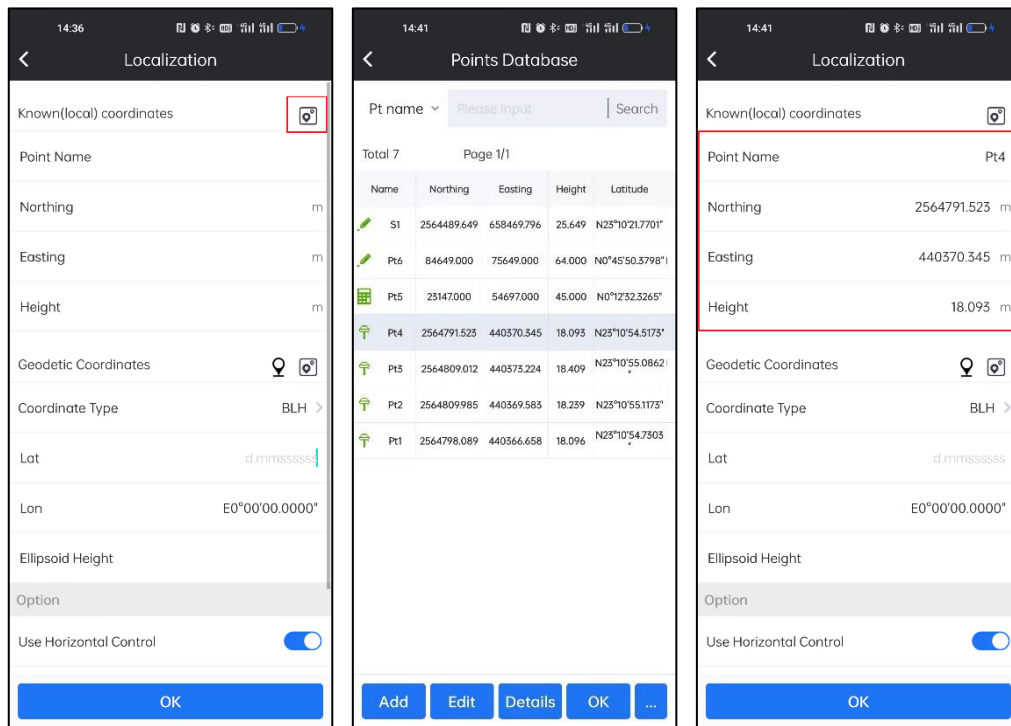 14:36
Localization
Known(local) coordinates
Point Name
Northing m
Easting m
Height m
Geodetic Coordinates
Coordinate Type BLH >
Lat d.mmssssss
Lon E0°00'00.0000"
Ellipsoid Height
Option
Use Horizontal Control
OK
14:41
Points Database
Pt name Please Input Search
Total 7 Page 1/1
Name Northing Easting Height Latitude
S1 2564489.649 658469.796 25.649 N23°10'21.7701"
Pt6 84649.000 75649.000 64.000 N0°45'50.3798"
Pt5 23147.000 54697.000 45.000 N0°12'32.3265"
Pt4 2564791.523 440370.345 18.093 N23°10'54.5173"
Pt3 2564809.012 440373.224 18.409 N23°10'55.0862
"
Pt2 2564809.985 440369.583 18.239 N23°10'55.1173"
Pt1 2564798.089 440366.658 18.096 N23°10'54.7303
"
Add Edit Details OK ...
14:41
Localization
Known(local) coordinates
Point Name Pt4
Northing 2564791.523 m
Easting 440370.345 m
Height 18.093 m
Geodetic Coordinates
Coordinate Type BLH >
Lat d.mmssssss
Lon E0°00'00.0000"
Ellipsoid Height
Option
Use Horizontal Control
OK